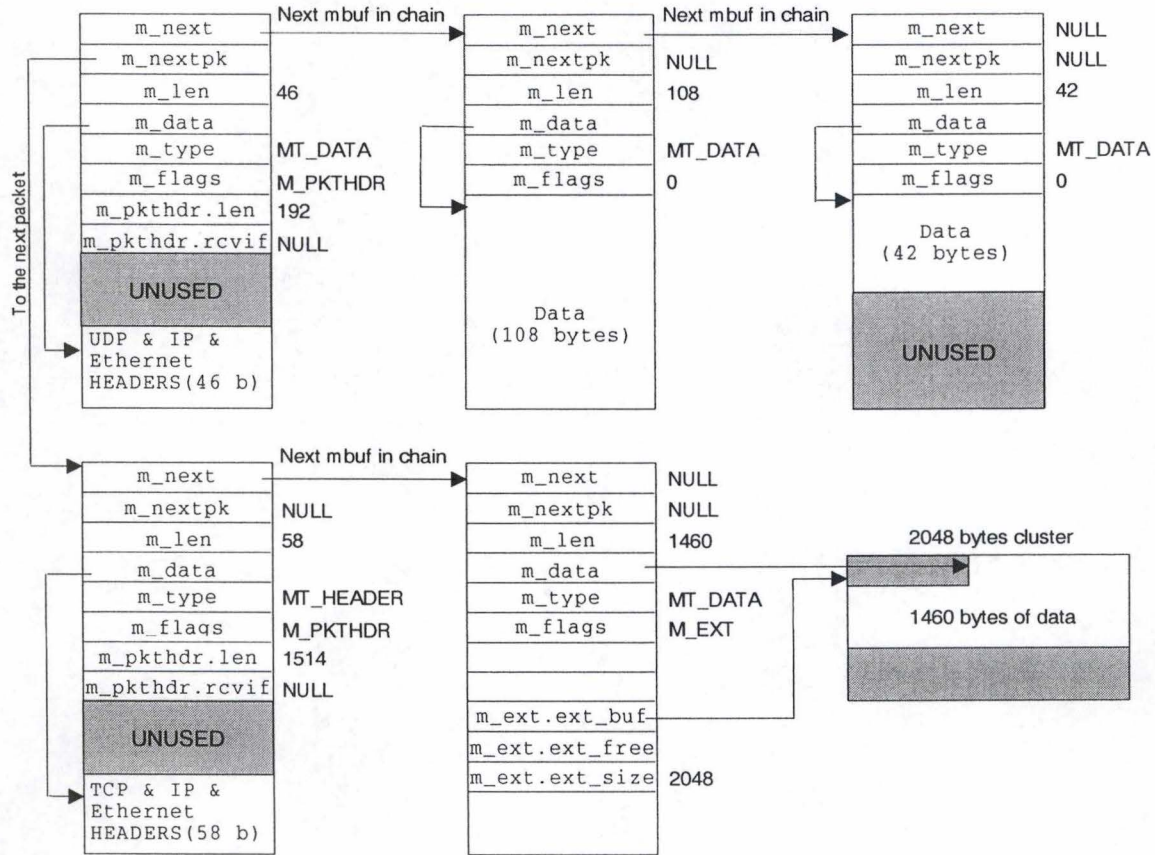 Next mbuf in chain
Next mbuf in chain
m_next
m_next
m_next
NULL
m_nextpk
m_nextpk
NULL
m_nextpk
NULL
m_len
46
m_len
108
m_len
42
m_data
m_data
m_data
m_type
MT_DATA
m_type
MT_DATA
m_type
MT_DATA
m_flags
M_PKTHDR
m_flags
0
m_flags
0
m_pkthdr.len
192
m_pkthdr.rcvif
NULL
UNUSED
UDP & IP &
Ethernet
HEADERS(46 b)
Data
(108 bytes)
Data
(42 bytes)
UNUSED
To the next packet
Next mbuf in chain
m_next
m_next
NULL
m_nextpk
NULL
m_nextpk
NULL
m_len
58
m_len
1460
m_data
m_data
m_type
MT_HEADER
m_type
MT_DATA
m_flags
M_PKTHDR
m_flags
M_EXT
m_pkthdr.len
1514
m_pkthdr.rcvif
NULL
UNUSED
TCP & IP &
Ethernet
HEADERS(58 b)
m_ext.ext_buf
m_ext.ext_free
m_ext.ext_size
2048
2048 bytes cluster
1460 bytes of data